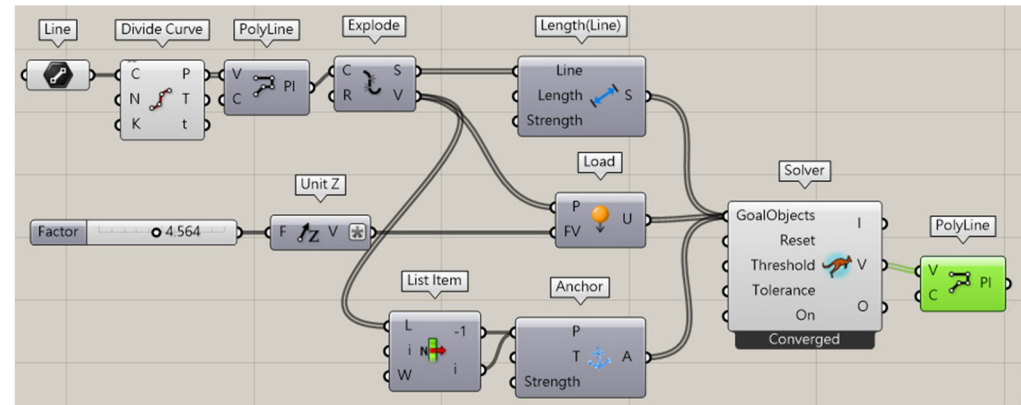 Line
Divide Curve
PolyLine
Explode
Length(Line)
C P
N T
K t
V
C
Pl
C S
R V
Line
Length S
Strength
Unit Z
Load
Solver
Factor 4.564
F Z V *
P
FV
U
GoalObjects
Reset
Threshold
Tolerance
On
I
V
O
Converged
PolyLine
V
C
Pl
List Item
Anchor
L -1
i N i
W
P
T A
Strength